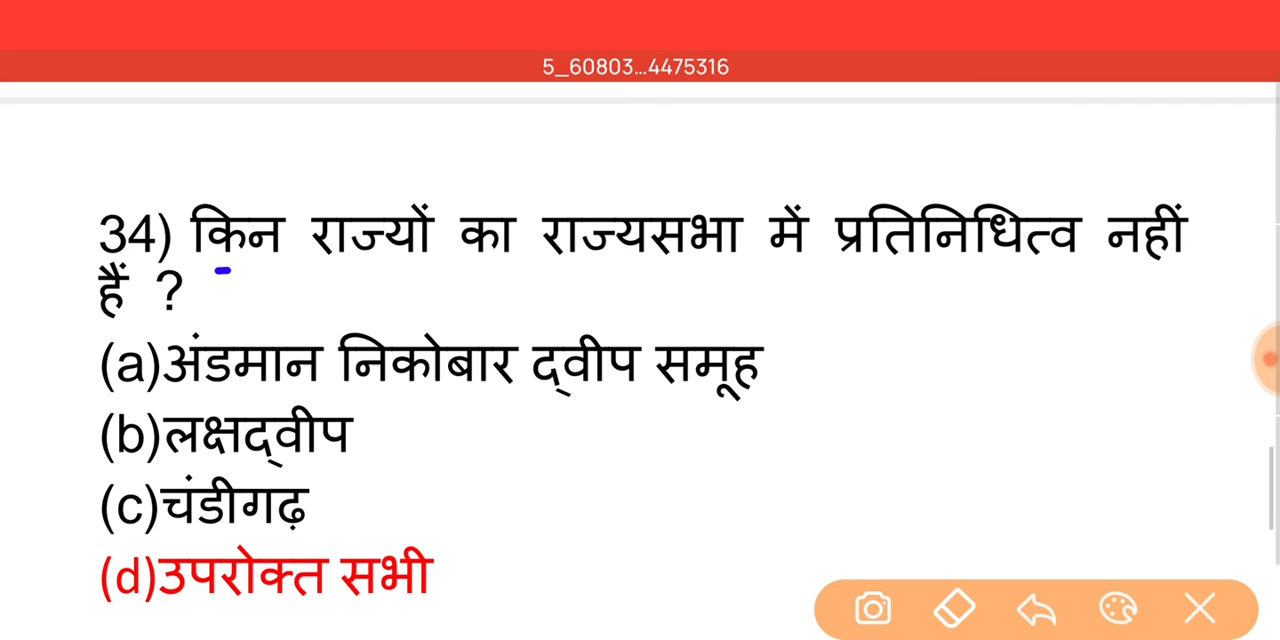 5_60803...4475316
34) किन राज्यों का राज्यसभा में प्रतिनिधित्व नहीं
हैं ?
(a)अंडमान निकोबार द्वीप समूह
(b)लक्षद्वीप
(c)चंडीगढ़
(d)उपरोक्त सभी